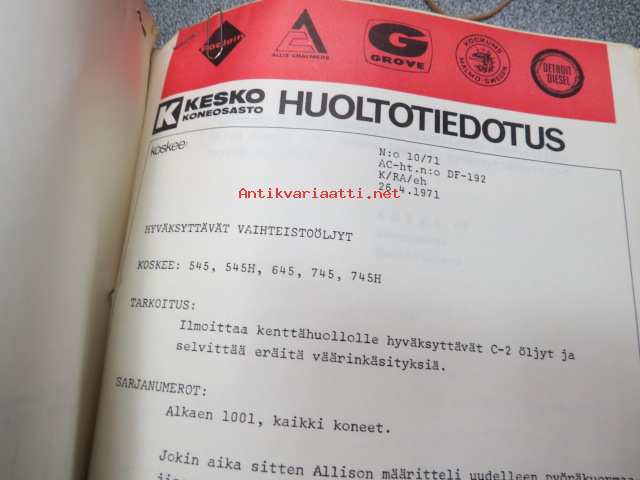 ALLIS-CHALMERS
G
GROVE
KOCKUMS
MALMÖ-SWEDEN
DETROIT
DIESEL
K KESKO
KONEOSASTO
HUOLTOTIEDOTUS
koskee:
N:o 10/71
AC-ht.n:o DF-192
K/RA/eh
26.4.1971
Antikvariaatti.net
HYVÄKSYTTÄVÄT VAIHTEISTOÖLJYT
KOSKEE: 545, 545H, 645, 745, 745H
TARKOITUS:
Ilmoittaa kenttähuollolle hyväksyttävät C-2 öljyt ja
selvittää eräitä väärinkäsityksiä.
SARJANUMEROT:
Alkaen 1001, kaikki koneet.
Jokin aika sitten Allison määritteli uudelleen